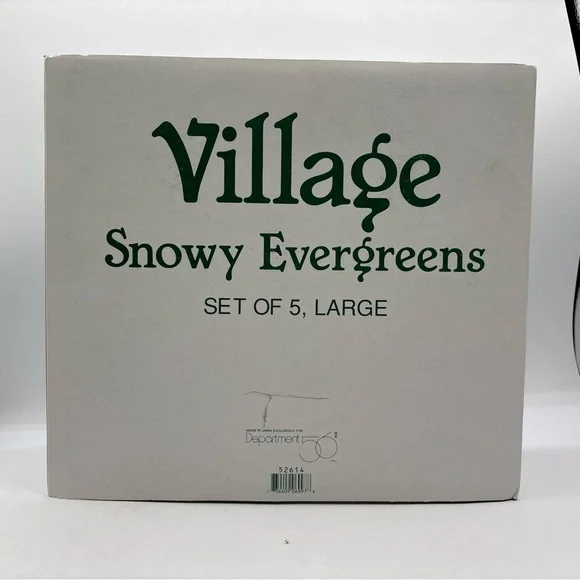 Village
Snowy Evergreens
SET OF 5, LARGE
MADE IN CHINA EXCLUSIVELY FOR
Department 56
52614